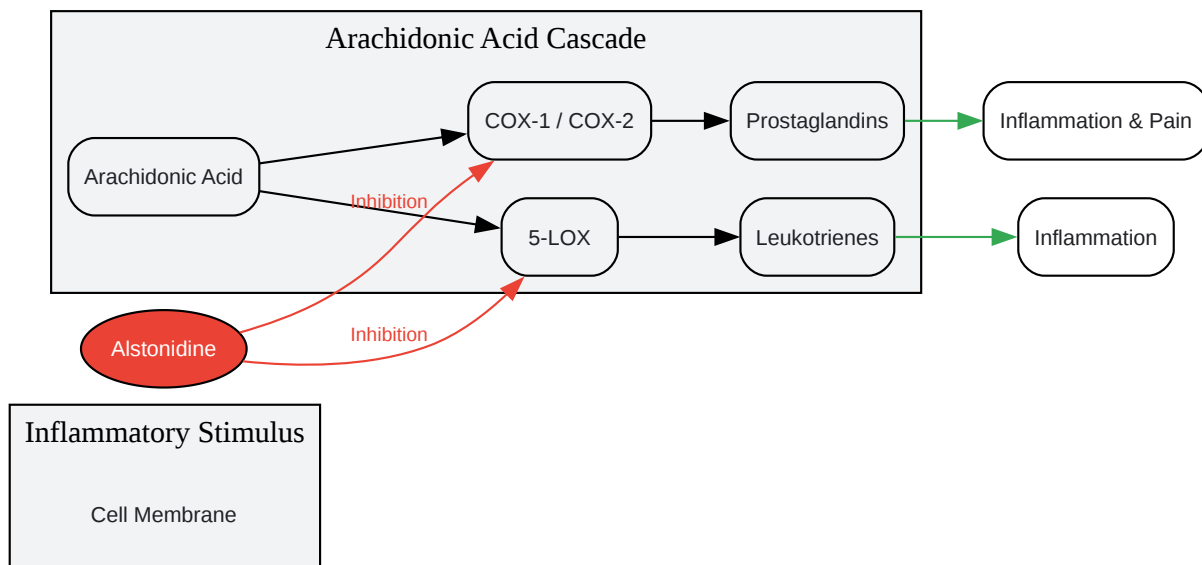 Arachidonic Acid Cascade
COX-1 / COX-2
Prostaglandins
Inflammation & Pain
Arachidonic Acid
Inhibition
5-LOX
Leukotrienes
Inflammation
Inhibition
Alstonidine
Inflammatory Stimulus
Cell Membrane